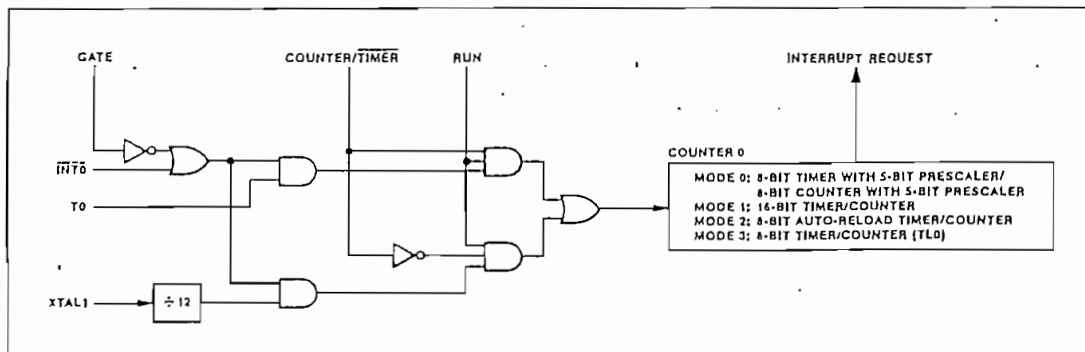 GATE
COUNTER/TIMER
RUN
INTERRUPT REQUEST
INT0
T0
COUNTER 0
MODE 0: 8-BIT TIMER WITH 5-BIT PRESCALER/
8-BIT COUNTER WITH 5-BIT PRESCALER
MODE 1: 16-BIT TIMER/COUNTER
MODE 2: 8-BIT AUTO-RELOAD TIMER/COUNTER
MODE 3: 8-BIT TIMER/COUNTER (TL0)
XTAL1
÷ 12